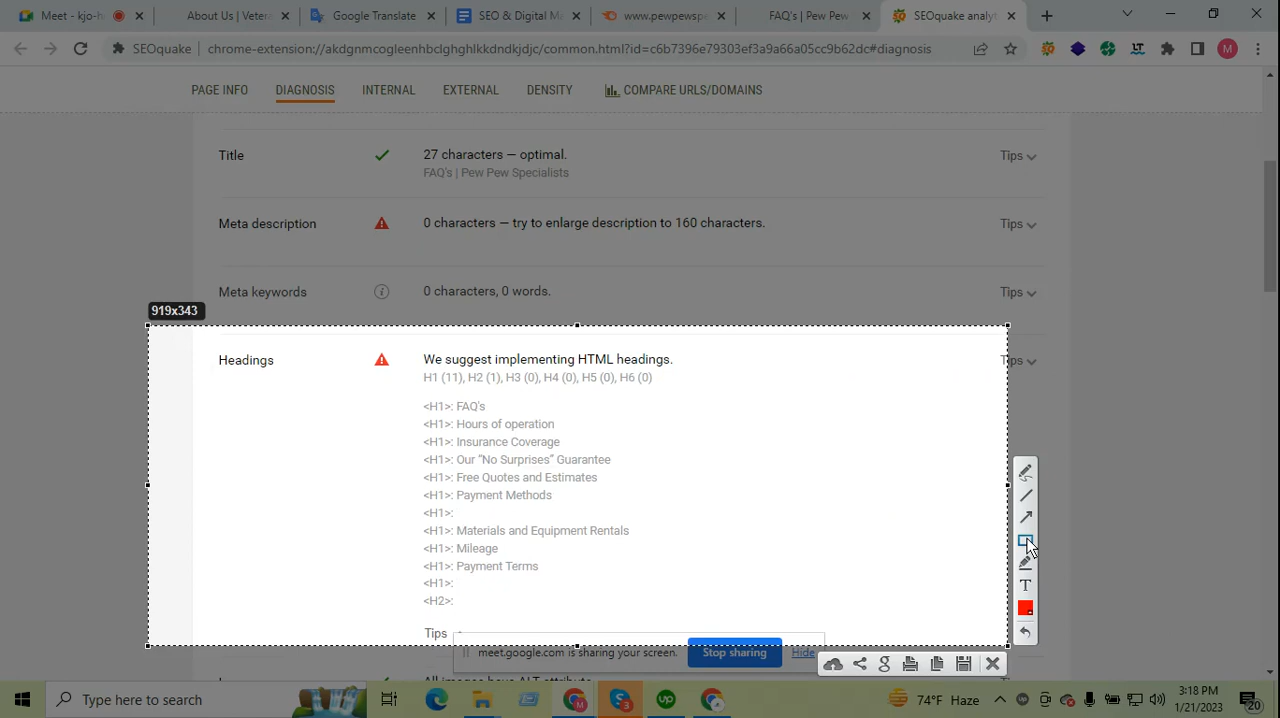 Meet - kjo-h
About Us | Veter
Google Translate
SEO & Digital M
www.pewpewsp
FAQ's | Pew Pew
SEOquake analy
SEOquake
chrome-extension://akdgnmcogleenhbclghghlkkdndkjdjc/common.html?id=c6b7396e79303ef3a9a66a05cc9b62dc#diagnosis
LT
M
PAGE INFO
DIAGNOSIS
INTERNAL
EXTERNAL
DENSITY
COMPARE URLS/DOMAINS
Title
27 characters — optimal.
Tips
FAQ's | Pew Pew Specialists
Meta description
0 characters — try to enlarge description to 160 characters.
Tips
Meta keywords
0 characters, 0 words.
Tips
919x343
Headings
We suggest implementing HTML headings.
Tips
H1 (11), H2 (1), H3 (0), H4 (0), H5 (0), H6 (0)
<H1>: FAQ's
<H1>: Hours of operation
<H1>: Insurance Coverage
<H1>: Our “No Surprises” Guarantee
<H1>: Free Quotes and Estimates
<H1>: Payment Methods
<H1>:
<H1>: Materials and Equipment Rentals
<H1>: Mileage
<H1>: Payment Terms
<H1>:
<H2>:
T
Tips
meet.google.com is sharing your screen.
Stop sharing
Hide
g
All images have ALT attribute
Type here to search
M
S
3
up
74°F Haze
3:18 PM
1/21/2023
20